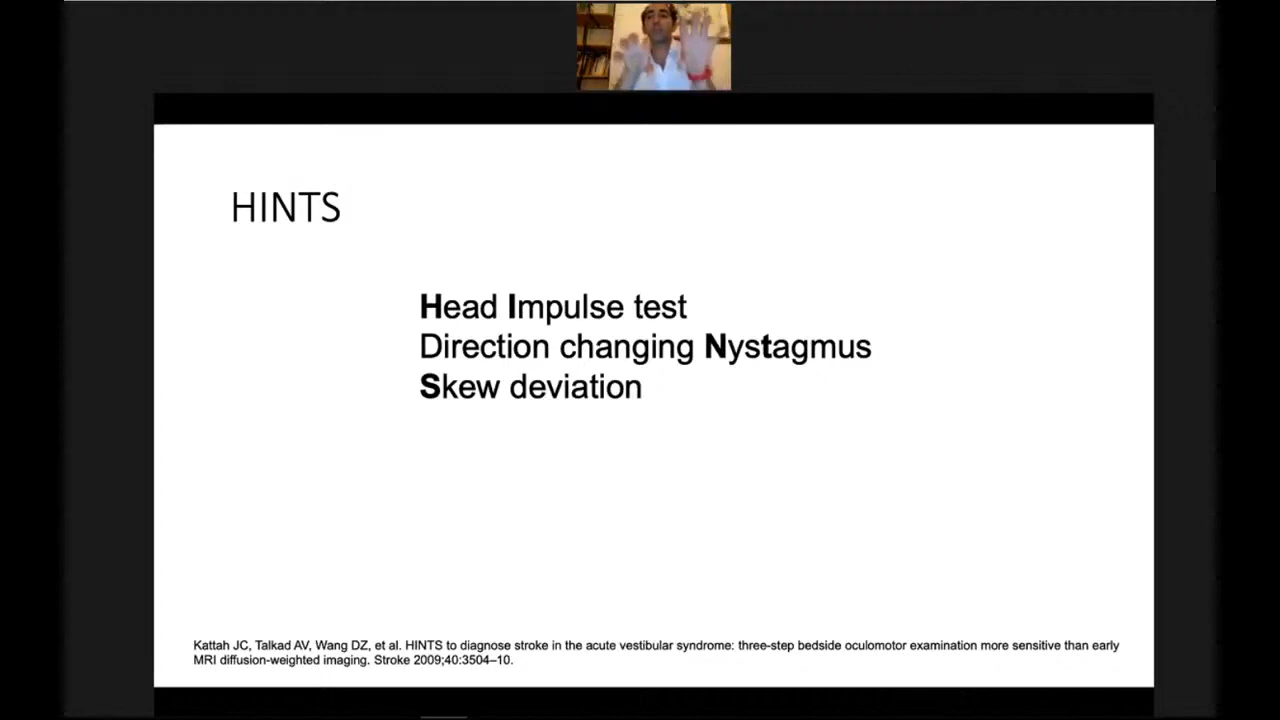 HINTS
Head Impulse test
Direction changing Nystagmus
Skew deviation
Kattah JC, Talkad AV, Wang DZ, et al. HINTS to diagnose stroke in the acute vestibular syndrome: three-step bedside oculomotor examination more sensitive than early
MRI diffusion-weighted imaging. Stroke 2009;40:3504–10.